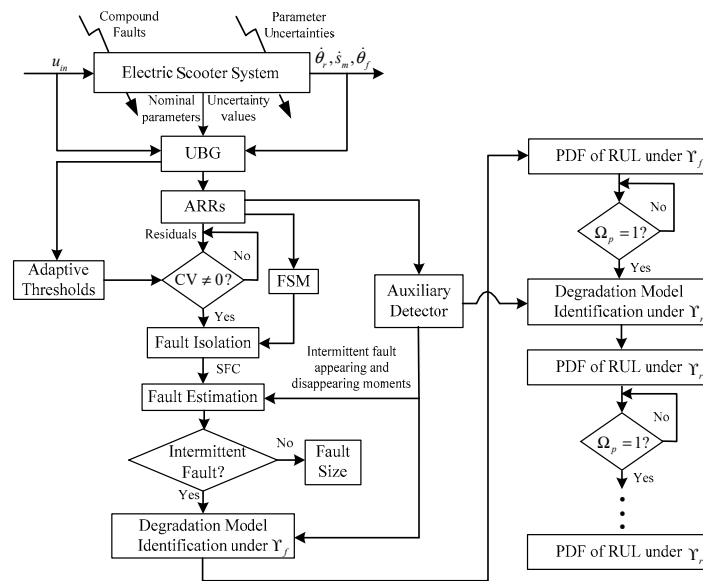 Compound
Faults
Parameter
Uncertainties
u_in
Electric Scooter System
θ̇_r, ṡ_m, θ̇_f
Nominal
parameters
Uncertainty
values
UBG
ARRs
Residuals
No
Adaptive
Thresholds
CV ≠ 0?
FSM
Yes
Fault Isolation
SFC
Fault Estimation
Intermittent
Fault?
No
Fault
Size
Yes
Degradation Model
Identification under ϒ_f
Auxiliary
Detector
Intermittent fault
appearing and
disappearing moments
PDF of RUL under ϒ_f
No
Ω_p = 1?
Yes
Degradation Model
Identification under ϒ_r
PDF of RUL under ϒ_r
No
Ω_p = 1?
Yes
PDF of RUL under ϒ_r